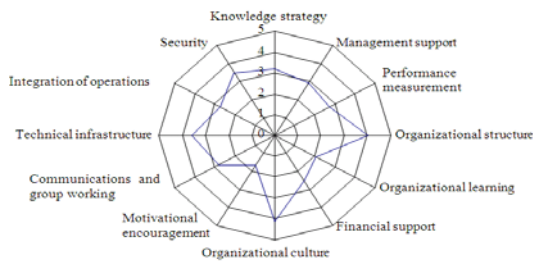 Knowledge strategy
5
Security
4
Management support
3
Performance
measurement
Integration of operations
2
1
Technical infrastructure
0
Organizational structure
Communications and
group working
Organizational learning
Motivational
encouragement
Financial support
Organizational culture